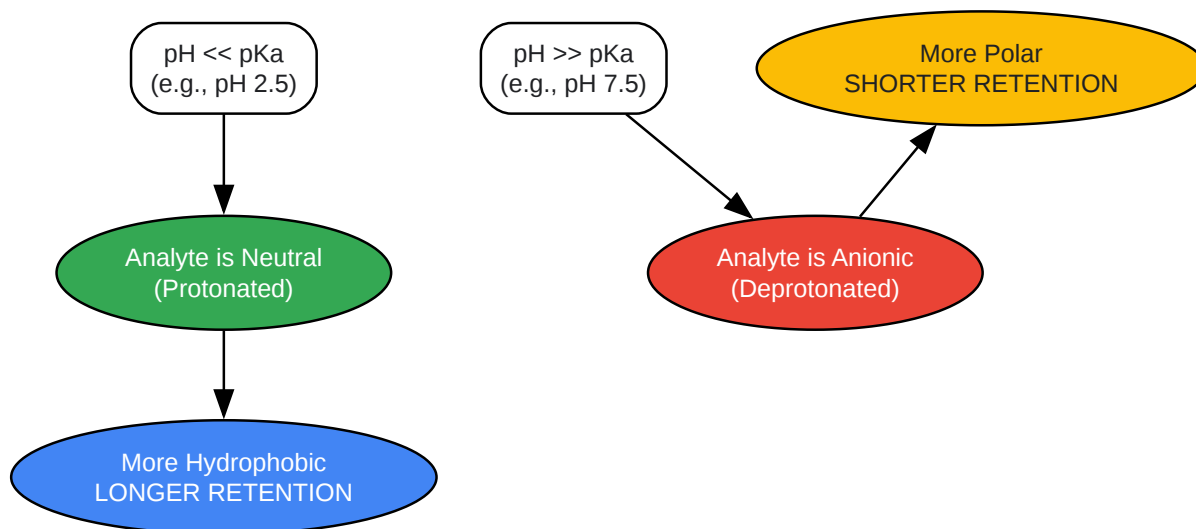 pH << pKa
(e.g., pH 2.5)
Analyte is Neutral
(Protonated)
More Hydrophobic
LONGER RETENTION
pH >> pKa
(e.g., pH 7.5)
Analyte is Anionic
(Deprotonated)
More Polar
SHORTER RETENTION